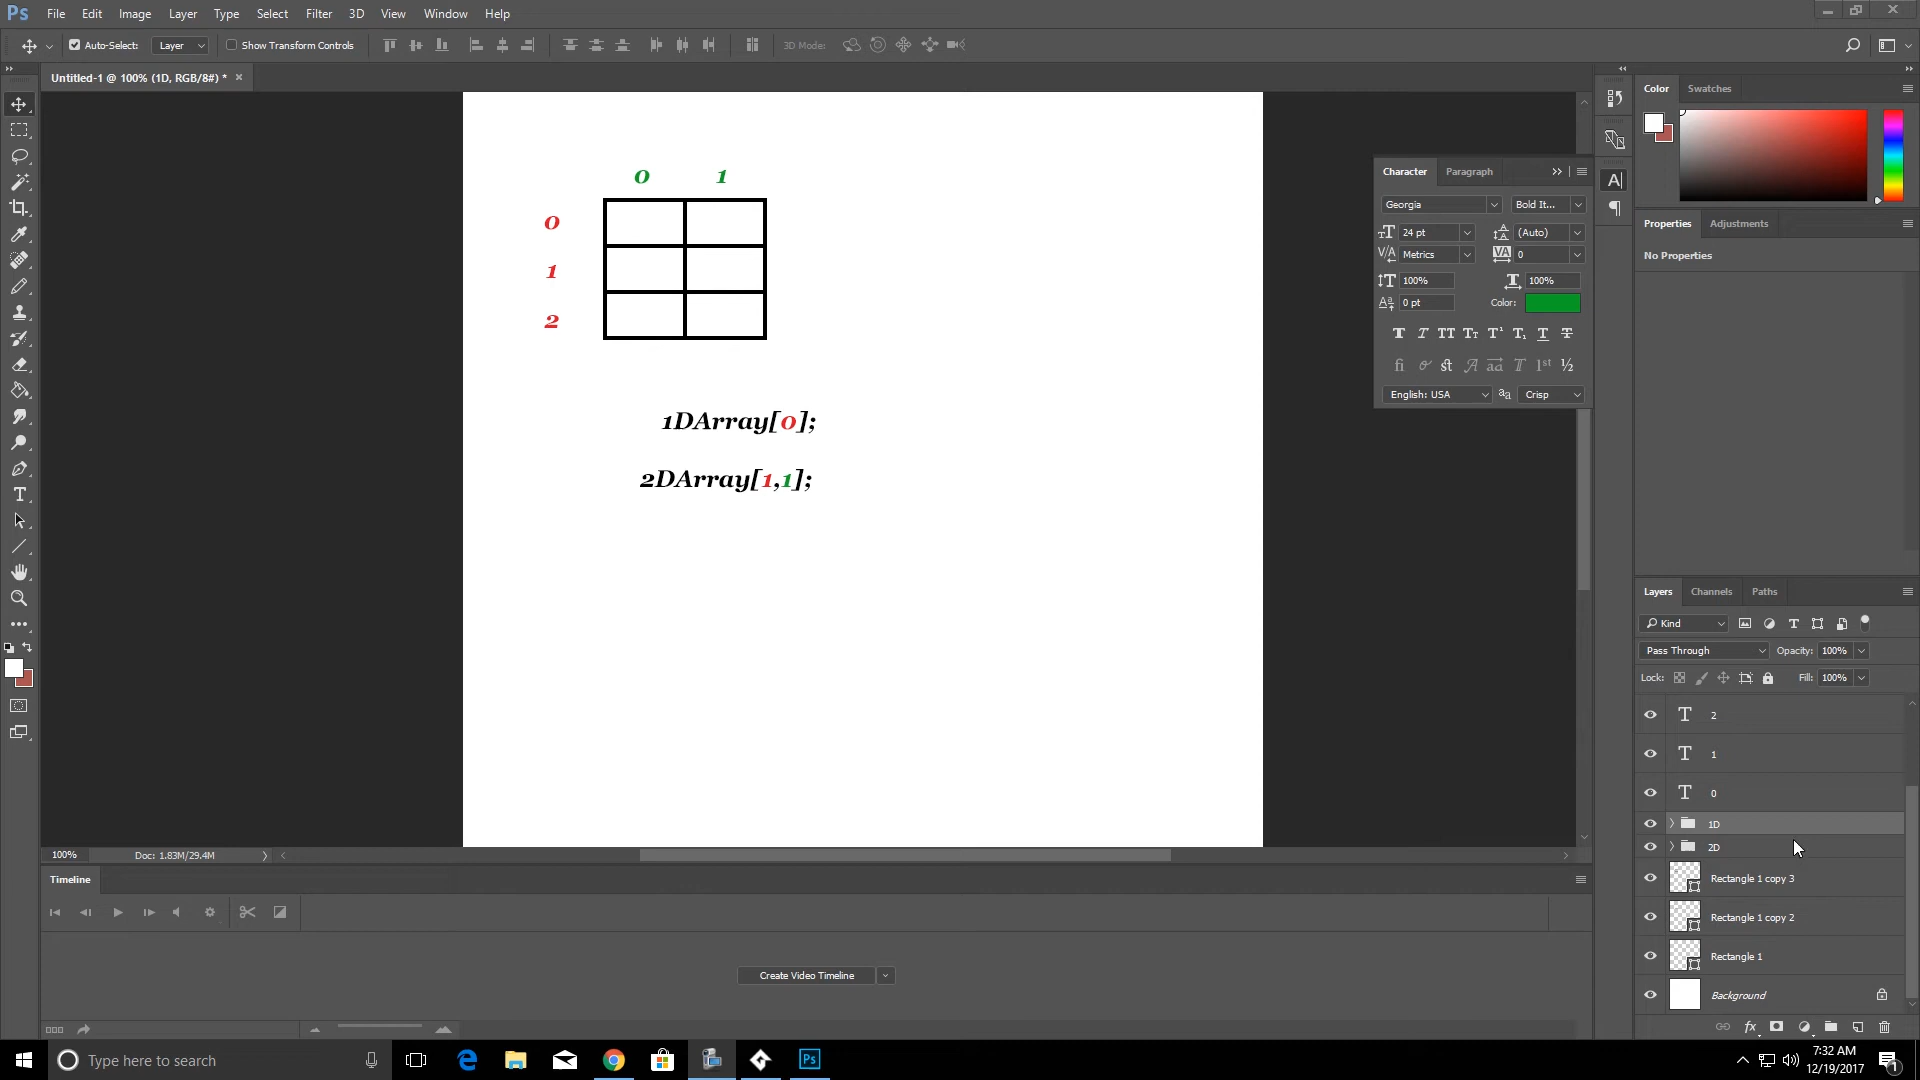 Ps File Edit Image Layer Type Select Filter 3D View Window Help
Auto-Select: Layer Show Transform Controls 3D Mode:
Untitled-1 @ 100% (1D, RGB/8#) * ×
Color Swatches
Character Paragraph
Georgia Bold It...
24 pt (Auto)
Metrics 0
100% 100%
0 pt Color:
English: USA Crisp
Properties Adjustments
No Properties
0 1
0
1
2
1DArray[0];
2DArray[1,1];
Layers Channels Paths
Kind
Pass Through Opacity: 100%
Lock: Fill: 100%
2
1
0
1D
2D
Rectangle 1 copy 3
Rectangle 1 copy 2
Rectangle 1
Background
100% Doc: 1.83M/29.4M
Timeline
Create Video Timeline
Type here to search
7:32 AM
12/19/2017
1